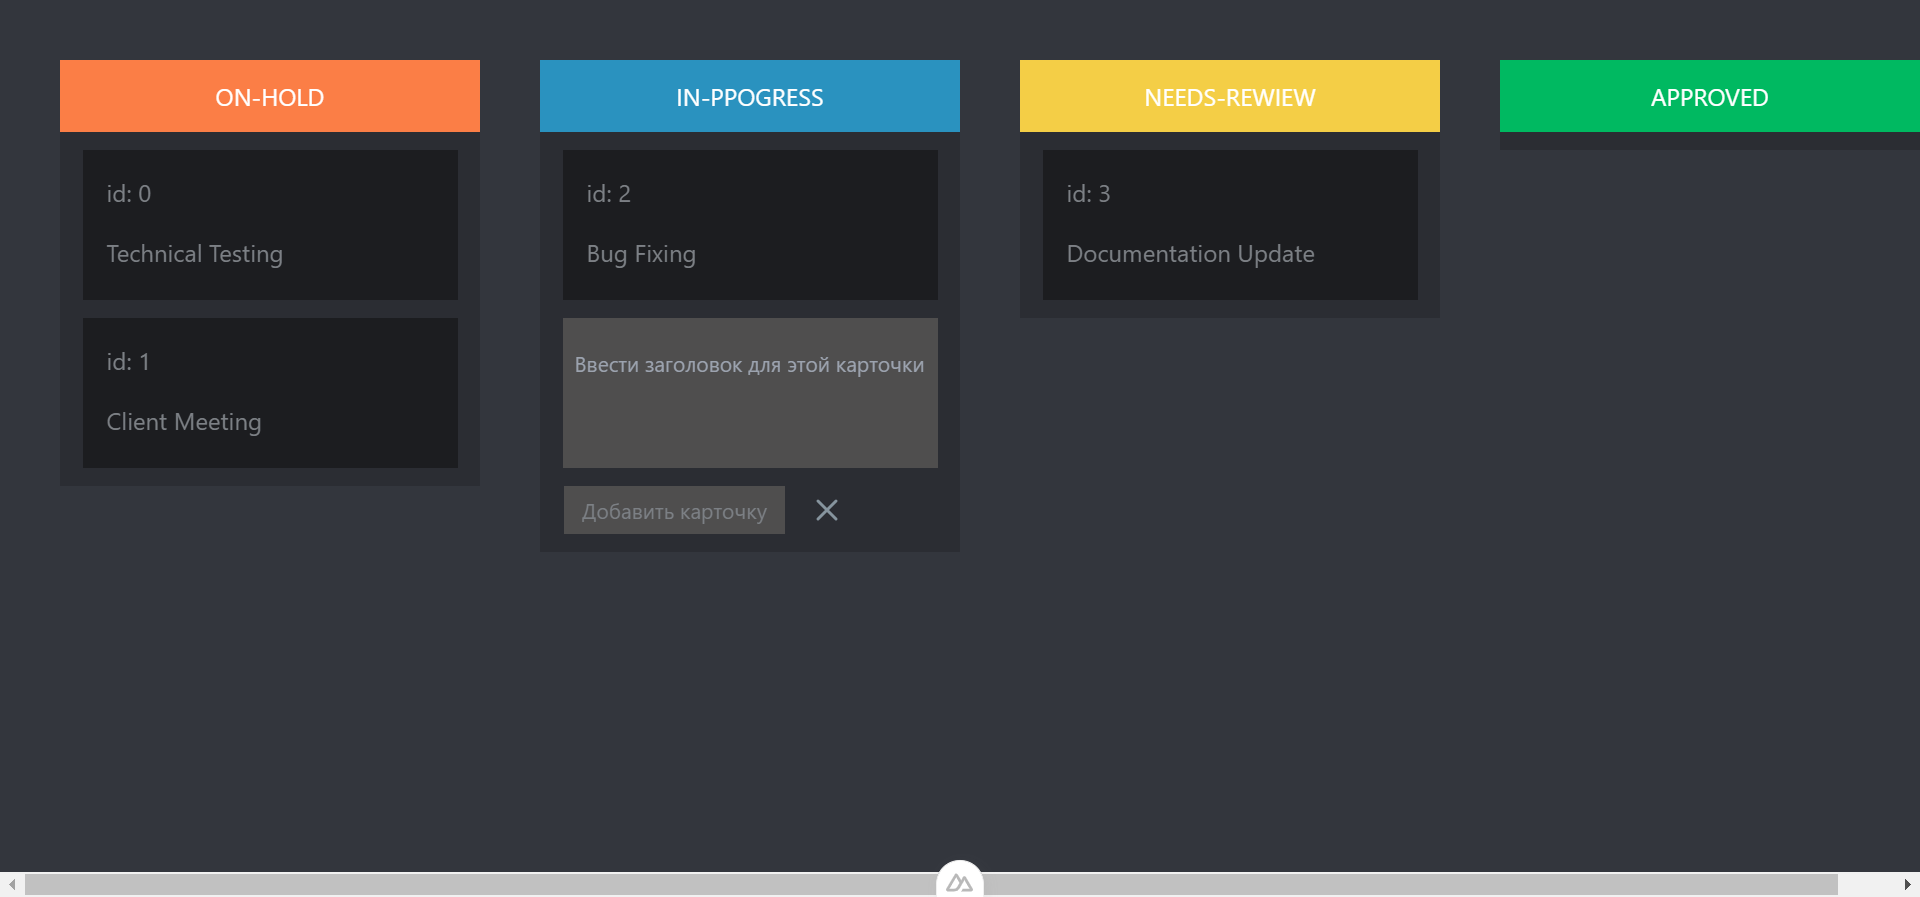 ON-HOLD
id: 0
Technical Testing
id: 1
Client Meeting
IN-PPOGRESS
id: 2
Bug Fixing
Ввести заголовок для этой карточки
Добавить карточку
NEEDS-REWIEW
id: 3
Documentation Update
APPROVED